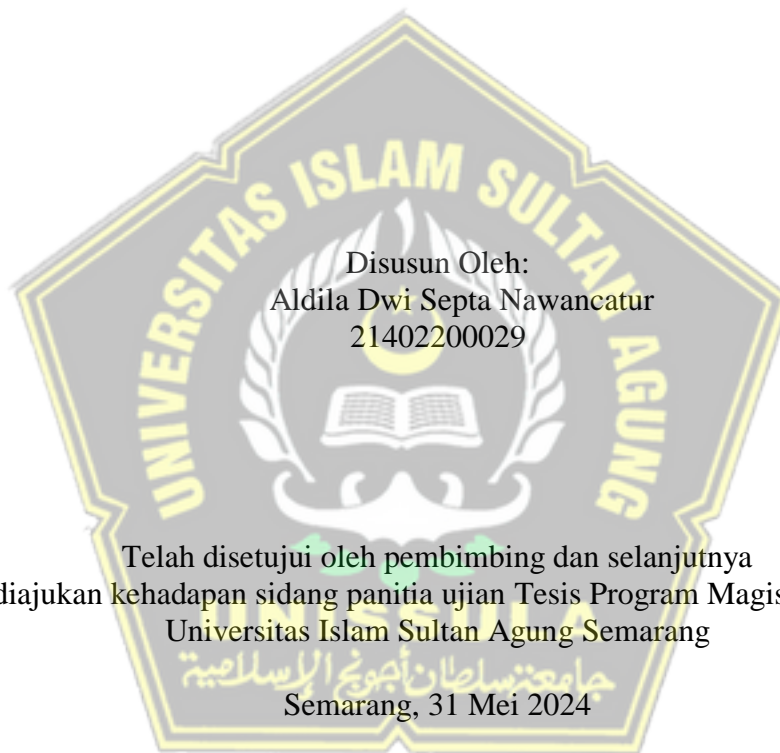 UNIVERSITAS ISLAM SULTAN AGUNG
Disusun Oleh:
Aldila Dwi Septa Nawancatur
21402200029
Telah disetujui oleh pembimbing dan selanjutnya
diajukan kehadapan sidang panitia ujian Tesis Program
UNISSULA
Universitas Islam Sultan Agung Semarang
جامعة سلطان أجونج الإسلامية
Semarang, 31 Mei 2024